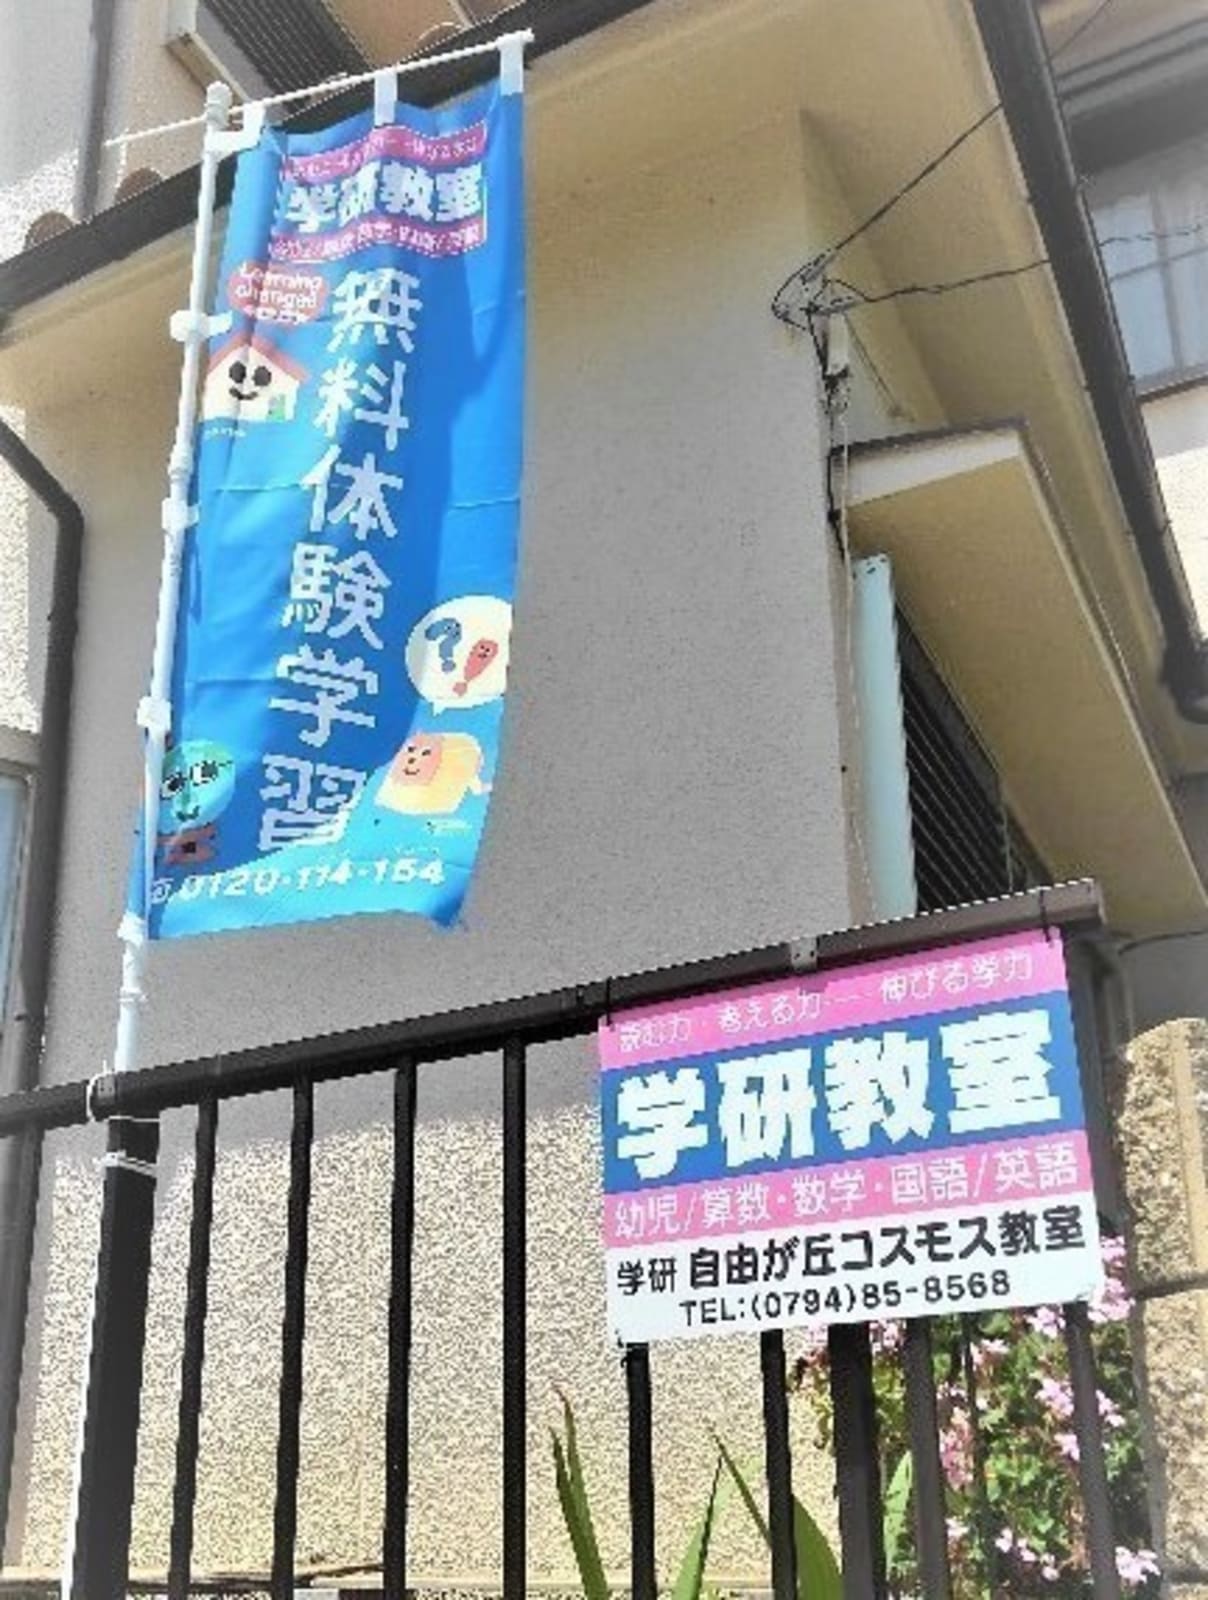 学研教室
Learning
changes
無料体験学習
0120・114・154
読む力・考える力……伸びる学力
学研教室
幼児/算数・数学・国語/英語
学研 自由が丘コスモス教室
TEL:(0794)85-8568